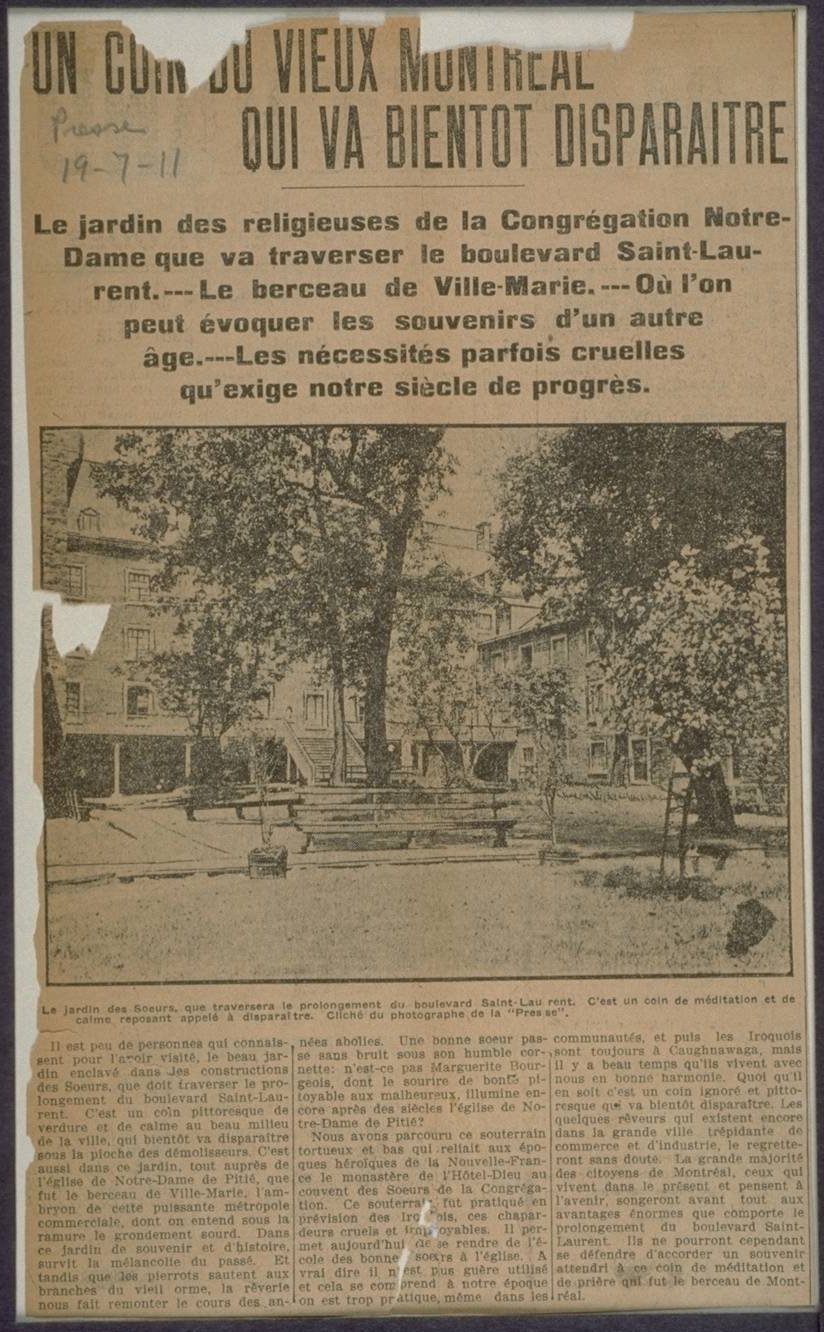 UN COIN DU VIEUX MONTREAL
QUI VA BIENTOT DISPARAITRE
Presse
19-7-11
Le jardin des religieuses de la Congrégation Notre-
Dame que va traverser le boulevard Saint-Lau-
rent.---Le berceau de Ville-Marie.---Où l'on
peut évoquer les souvenirs d'un autre
âge.---Les nécessités parfois cruelles
qu'exige notre siècle de progrès.
Le jardin des Soeurs, que traversera le prolongement du boulevard Saint-Lau rent. C'est un coin de méditation et de
calme reposant appelé à disparaître. Cliché du photographe de la "Pres se".
Il est peu de personnes qui connais-
sent pour l'avoir visité, le beau jar-
din enclavé dans les constructions
des Soeurs, que doit traverser le pro-
longement du boulevard Saint-Lau-
rent. C'est un coin pittoresque de
verdure et de calme au beau milieu
de la ville, qui bientôt va disparaître
sous la pioche des démolisseurs. C'est
aussi dans ce jardin, tout auprès de
l'église de Notre-Dame de Pitié, que
fut le berceau de Ville-Marie, l'am-
bryon de cette puissante métropole
commerciale, dont on entend sous la
ramure le grondement sourd. Dans
ce jardin de souvenir et d'histoire,
survit la mélancolie du passé. Et
tandis que les pierrots sautent aux
branches du vieil orme, la rêverie
nous fait remonter le cours des an-
nées abolies. Une bonne soeur pas-
se sans bruit sous son humble cor-
nette: n'est-ce pas Marguerite Bour-
geois, dont le sourire de bonté pi-
toyable aux malheureux, illumine en-
core après des siècles l'église de No-
tre-Dame de Pitié?
Nous avons parcouru ce souterrain
tortueux et bas qui reliait aux épo-
ques héroïques de la Nouvelle-Fran-
ce le monastère de l'Hôtel-Dieu au
couvent des Soeurs de la Congréga-
tion. Ce souterrain fut pratiqué en
prévision des Iroquois, ces chapar-
deurs cruels et impitoyables. Il per-
met aujourd'hui de se rendre de l'é-
cole des bonnes soeurs à l'église. A
vrai dire il n'est pus guère utilisé
et cela se comprend à notre époque
on est trop pratique, même dans les
communautés, et puis les Iroquois
sont toujours à Caughnawaga, mais
il y a beau temps qu'ils vivent avec
nous en bonne harmonie. Quoi qu'il
en soit c'est un coin ignoré et pitto-
resque qui va bientôt disparaître. Les
quelques rêveurs qui existent encore
dans la grande ville trépidante de
commerce et d'industrie, le regrette-
ront sans doute. La grande majorité
des citoyens de Montréal, ceux qui
vivent dans le présent et pensent à
l'avenir, songeront avant tout aux
avantages énormes que comporte le
prolongement du boulevard Saint-
Laurent. Ils ne pourront cependant
se défendre d'accorder un souvenir
attendri à ce coin de méditation et
de prière qui fut le berceau de Mont-
réal.